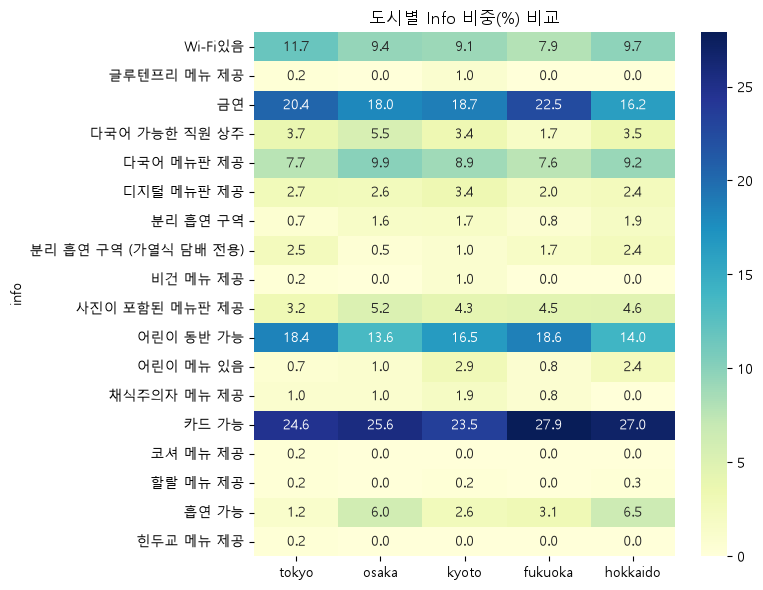 도시별 Info 비중(%) 비교
Wi-Fi있음 11.7 9.4 9.1 7.9 9.7
글루텐프리 메뉴 제공 0.2 0.0 1.0 0.0 0.0
금연 20.4 18.0 18.7 22.5 16.2
다국어 가능한 직원 상주 3.7 5.5 3.4 1.7 3.5
다국어 메뉴판 제공 7.7 9.9 8.9 7.6 9.2
디지털 메뉴판 제공 2.7 2.6 3.4 2.0 2.4
분리 흡연 구역 0.7 1.6 1.7 0.8 1.9
분리 흡연 구역 (가열식 담배 전용) 2.5 0.5 1.0 1.7 2.4
비건 메뉴 제공 0.2 0.0 1.0 0.0 0.0
사진이 포함된 메뉴판 제공 3.2 5.2 4.3 4.5 4.6
어린이 동반 가능 18.4 13.6 16.5 18.6 14.0
어린이 메뉴 있음 0.7 1.0 2.9 0.8 2.4
채식주의자 메뉴 제공 1.0 1.0 1.9 0.8 0.0
카드 가능 24.6 25.6 23.5 27.9 27.0
코셔 메뉴 제공 0.2 0.0 0.0 0.0 0.0
할랄 메뉴 제공 0.2 0.0 0.2 0.0 0.3
흡연 가능 1.2 6.0 2.6 3.1 6.5
힌두교 메뉴 제공 0.2 0.0 0.0 0.0 0.0
tokyo osaka kyoto fukuoka hokkaido
info
25
20
15
10
5
0